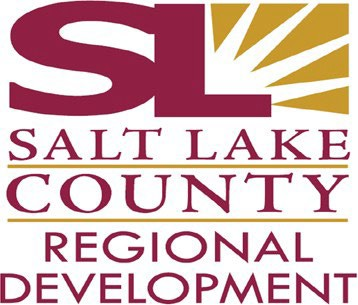 SL
SALT LAKE
COUNTY
REGIONAL
DEVELOPMENT